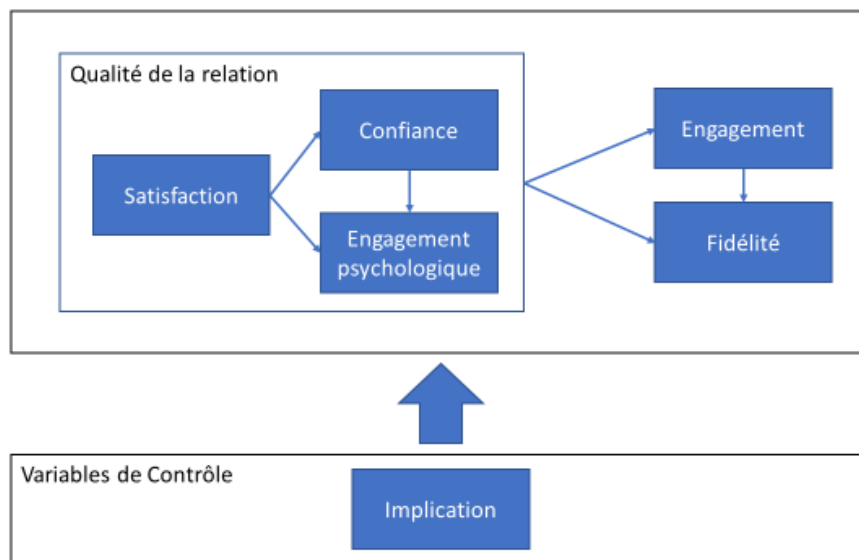 Qualité de la relation
Confiance
Engagement
Satisfaction
Engagement
psychologique
Fidélité
Variables de Contrôle
Implication